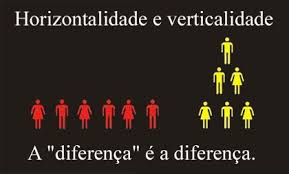 Horizontalidade e verticalidade
A "diferença" é a diferença.